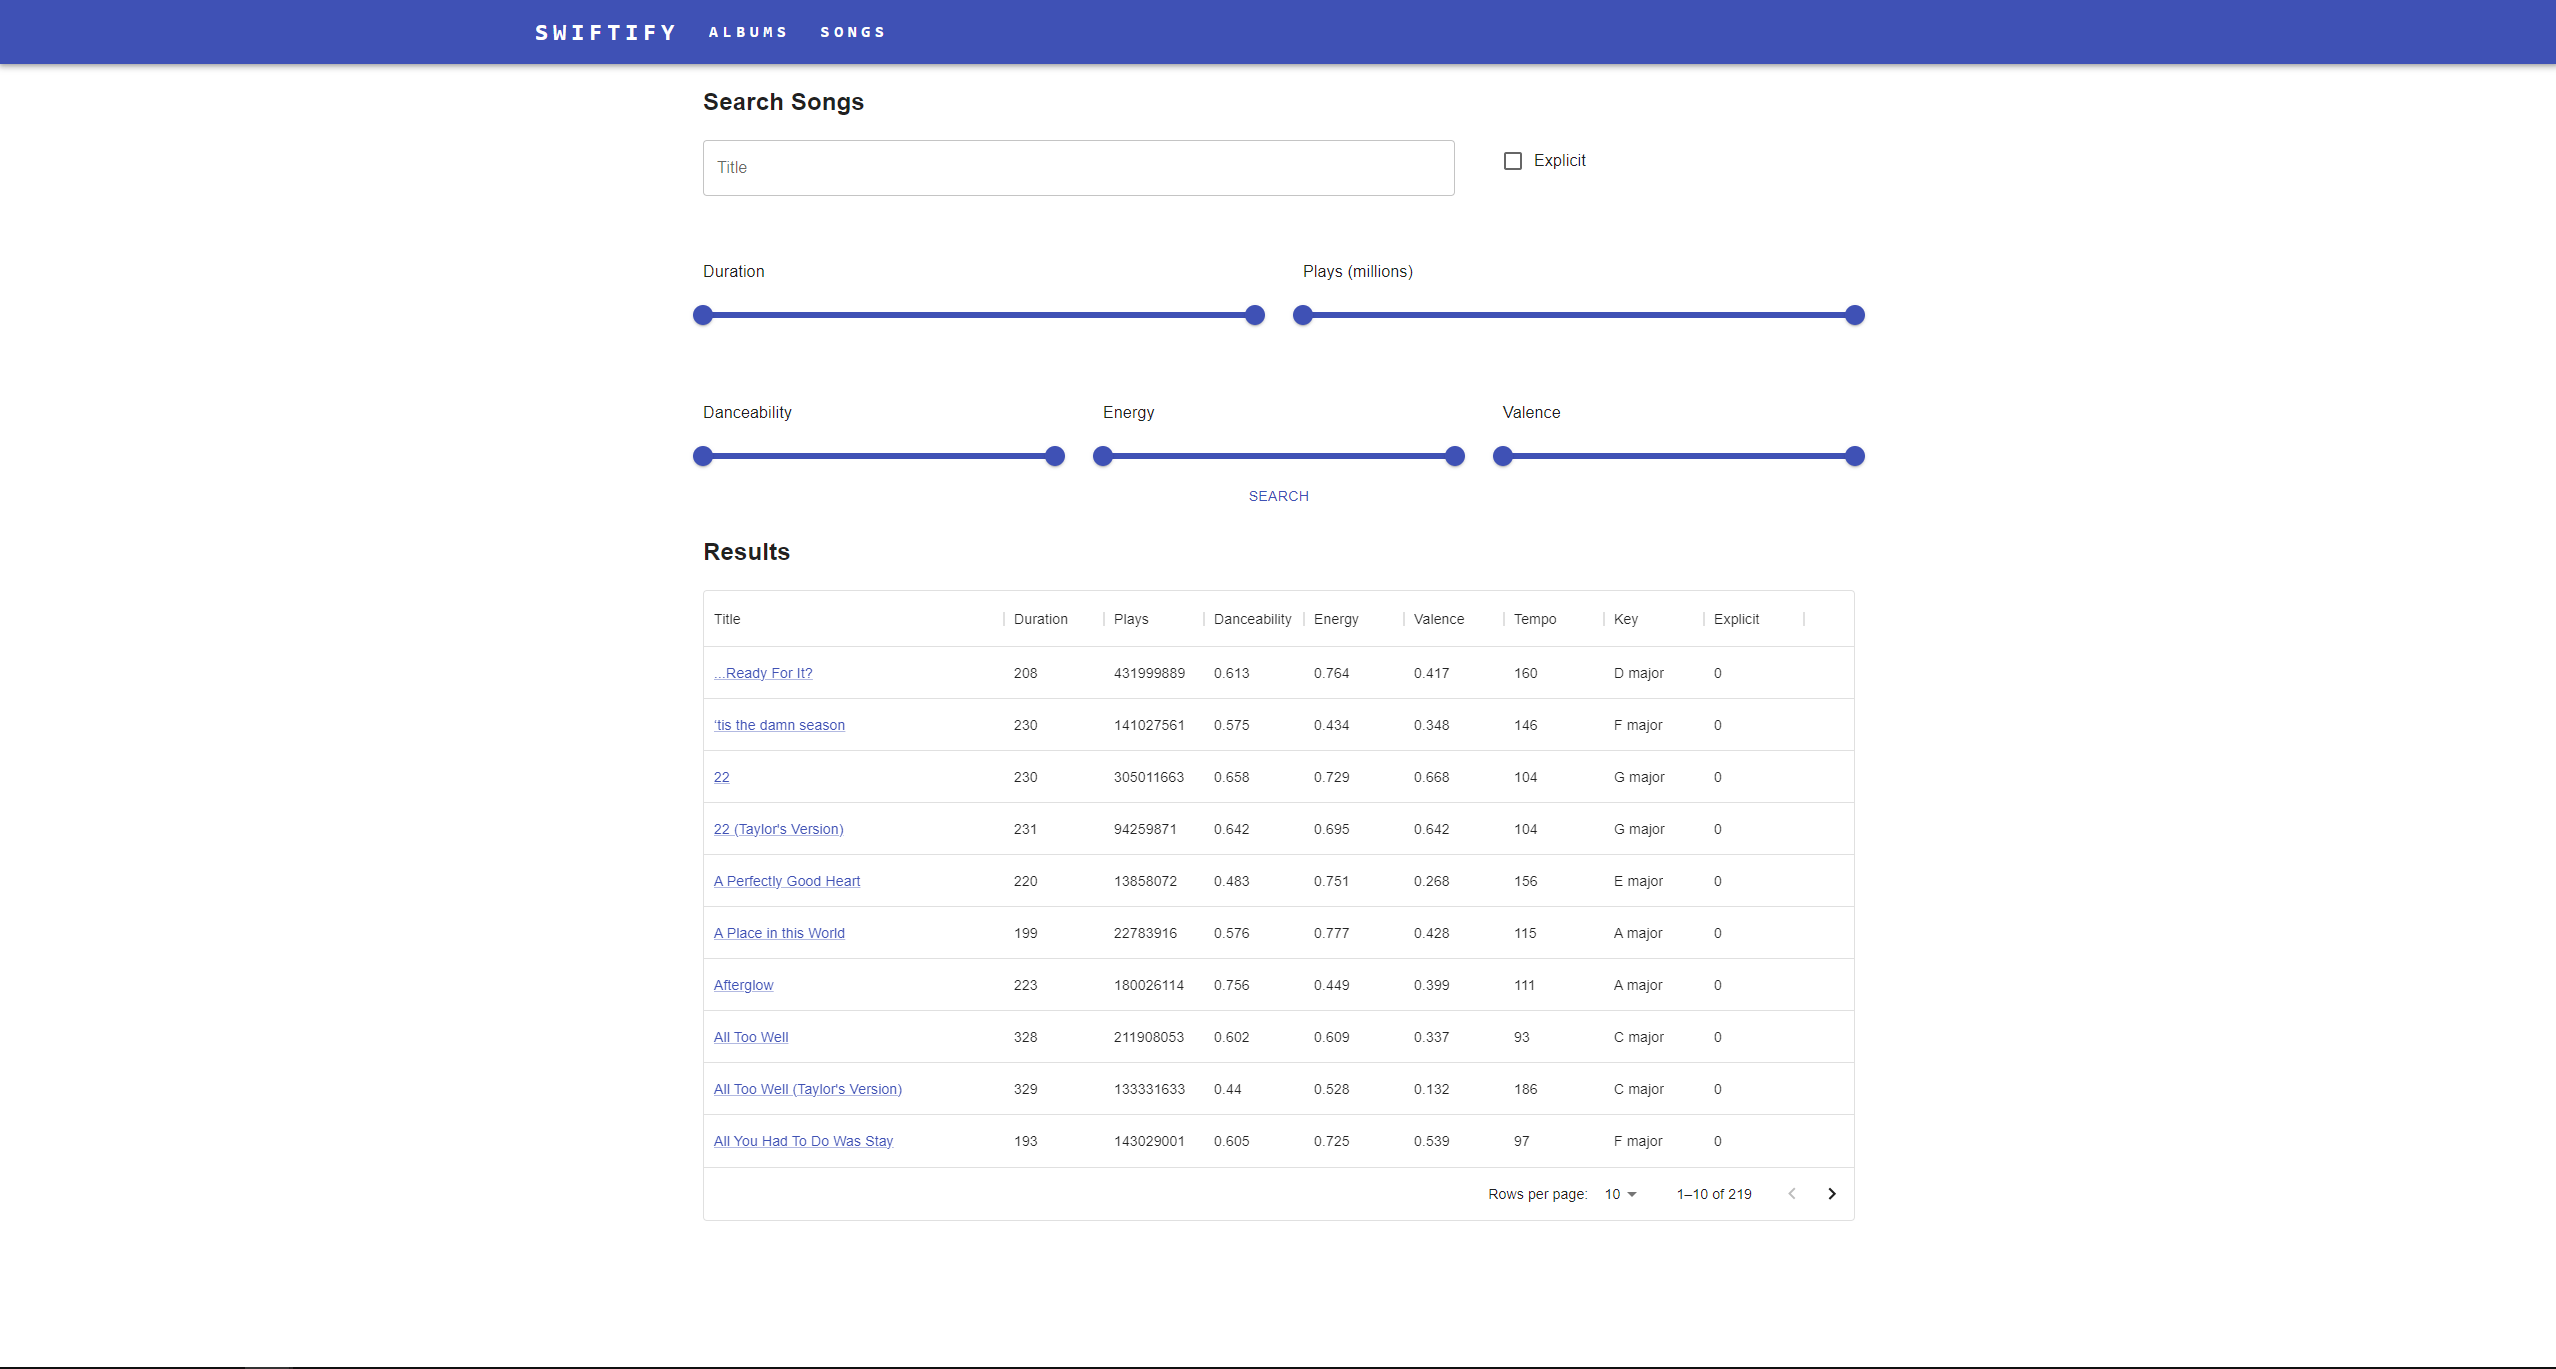 SWIFTIFY ALBUMS SONGS
Search Songs
Title Explicit
Duration Plays (millions)
Danceability Energy Valence
SEARCH
Results
Title Duration Plays Danceability Energy Valence Tempo Key Explicit
...Ready For It? 208 431999889 0.613 0.764 0.417 160 D major 0
‘tis the damn season 230 141027561 0.575 0.434 0.348 146 F major 0
22 230 305011663 0.658 0.729 0.668 104 G major 0
22 (Taylor's Version) 231 94259871 0.642 0.695 0.642 104 G major 0
A Perfectly Good Heart 220 13858072 0.483 0.751 0.268 156 E major 0
A Place in this World 199 22783916 0.576 0.777 0.428 115 A major 0
Afterglow 223 180026114 0.756 0.449 0.399 111 A major 0
All Too Well 328 211908053 0.602 0.609 0.337 93 C major 0
All Too Well (Taylor's Version) 329 133331633 0.44 0.528 0.132 186 C major 0
All You Had To Do Was Stay 193 143029001 0.605 0.725 0.539 97 F major 0
Rows per page: 10 1–10 of 219